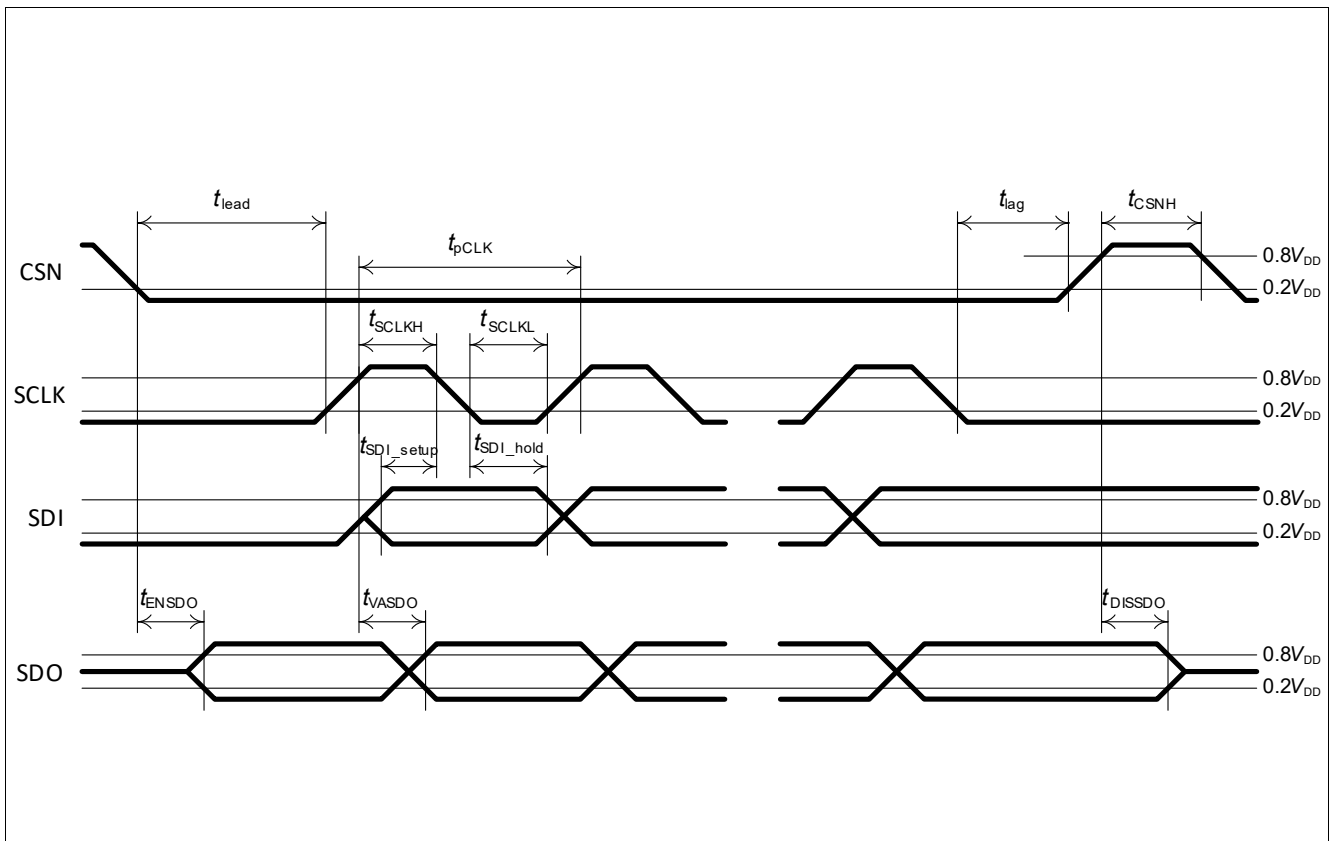 tlead
tlag
tCSNH
tpCLK
CSN
0.8VDD
0.2VDD
tSCLKH
tSCLKL
SCLK
0.8VDD
0.2VDD
tSDI_setup
tSDI_hold
SDI
0.8VDD
0.2VDD
tENSDO
tVASDO
tDISSDO
SDO
0.8VDD
0.2VDD